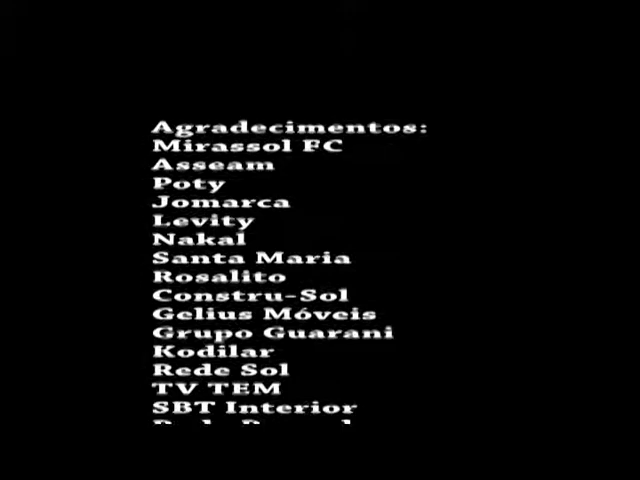 Agradecimentos:
Mirassol FC
Asseam
Poty
Jomarca
Levity
Nakal
Santa Maria
Rosalito
Constru-Sol
Gelius Móveis
Grupo Guarani
Kodilar
Rede Sol
TV TEM
SBT Interior